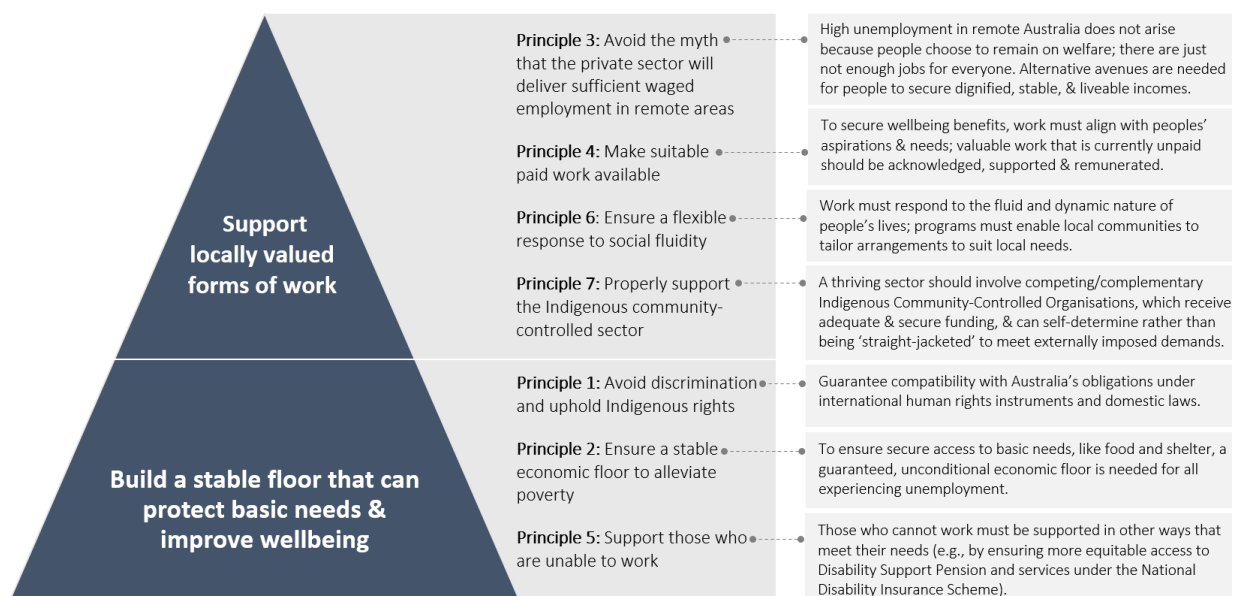 Support
locally valued
forms of work
Principle 3: Avoid the myth
that the private sector will
deliver sufficient waged
employment in remote areas
High unemployment in remote Australia does not arise
because people choose to remain on welfare; there are just
not enough jobs for everyone. Alternative avenues are needed
for people to secure dignified, stable, & liveable incomes.
Principle 4: Make suitable
paid work available
To secure wellbeing benefits, work must align with peoples’
aspirations & needs; valuable work that is currently unpaid
should be acknowledged, supported & remunerated.
Principle 6: Ensure a flexible
response to social fluidity
Work must respond to the fluid and dynamic nature of
people’s lives; programs must enable local communities to
tailor arrangements to suit local needs.
Principle 7: Properly support
the Indigenous community-
controlled sector
A thriving sector should involve competing/complementary
Indigenous Community-Controlled Organisations, which receive
adequate & secure funding, & can self-determine rather than
being ‘straight-jacketed’ to meet externally imposed demands.
Build a stable floor that can
protect basic needs &
improve wellbeing
Principle 1: Avoid discrimination
and uphold Indigenous rights
Guarantee compatibility with Australia’s obligations under
international human rights instruments and domestic laws.
Principle 2: Ensure a stable
economic floor to alleviate
poverty
To ensure secure access to basic needs, like food and shelter, a
guaranteed, unconditional economic floor is needed for all
experiencing unemployment.
Principle 5: Support those who
are unable to work
Those who cannot work must be supported in other ways that
meet their needs (e.g., by ensuring more equitable access to
Disability Support Pension and services under the National
Disability Insurance Scheme).